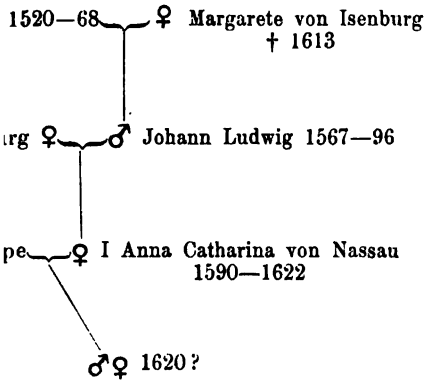 1520—68 ♀ Margarete von Isenburg
† 1613
♀ ♂ Johann Ludwig 1567—96
♀ I Anna Catharina von Nassau
1590—1622
♂♀ 1620?